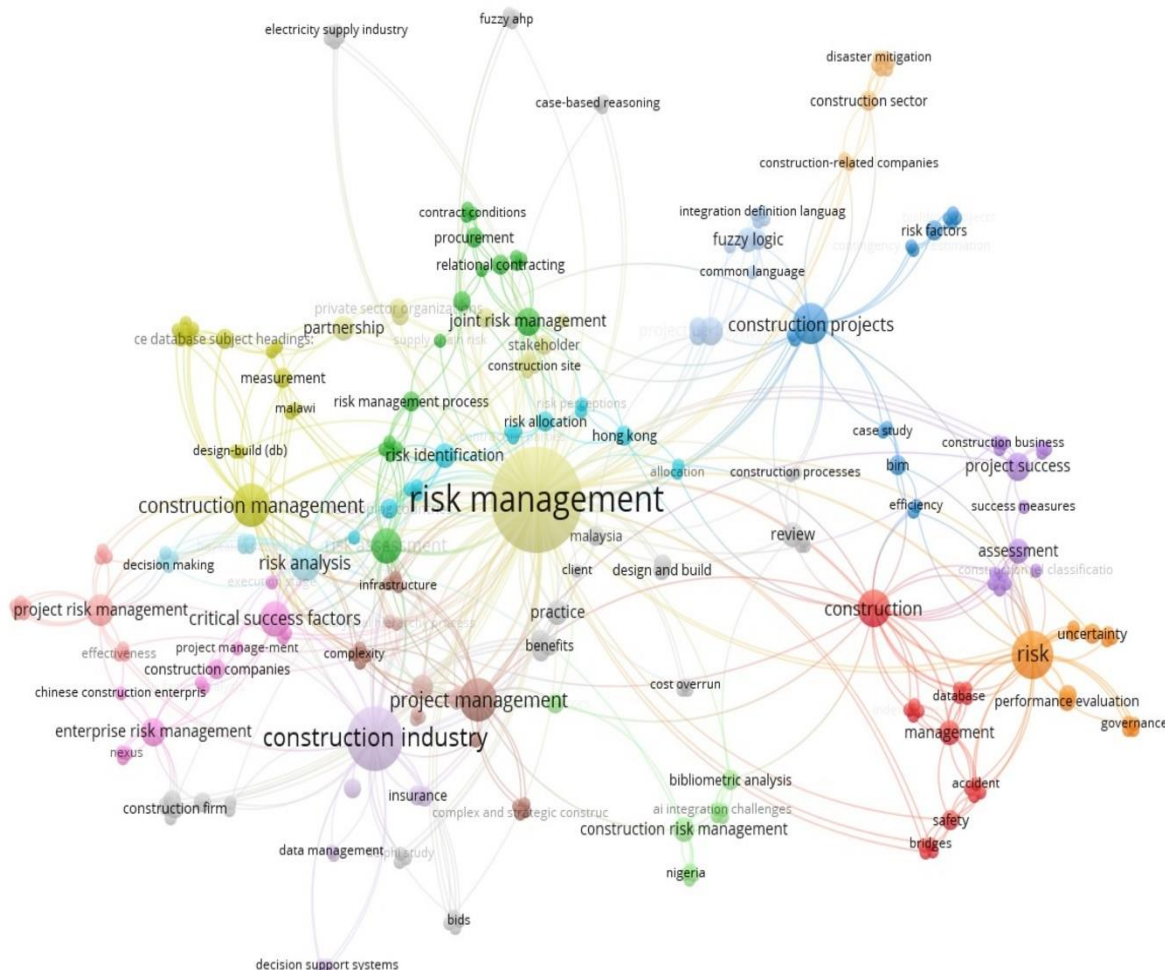 electricity supply industry
fuzzy ahp
disaster mitigation
case-based reasoning
construction sector
construction-related companies
contract conditions
integration definition languag
risk factors
procurement
fuzzy logic
relational contracting
common language
private sector organizations
partnership
joint risk management
construction projects
ce database subject headings:
supply chain risk
stakeholder
measurement
construction site
malawi
risk management process
risk perceptions
risk allocation
case study
hong kong
construction business
design-build (db)
risk identification
project success
bim
allocation
construction processes
risk management
construction management
efficiency
success measures
malaysia
review
risk assessment
assessment
decision making
risk analysis
client
design and build
execution stage
infrastructure
project risk management
critical success factors
practice
construction
project manage-ment
benefits
uncertainty
effectiveness
complexity
risk
construction companies
cost overrun
chinese construction enterpris
project management
database
performance evaluation
enterprise risk management
construction industry
management
governance
nexus
bibliometric analysis
accident
insurance
construction firm
complex and strategic construc
ai integration challenges
construction risk management
safety
bridges
data management
nigeria
bids
decision support systems